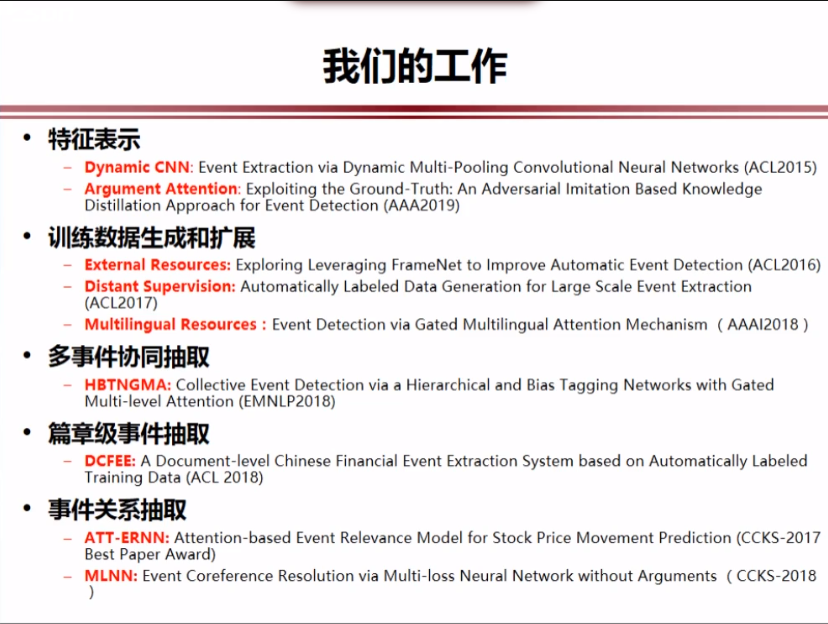 我们的工作
• 特征表示
– Dynamic CNN: Event Extraction via Dynamic Multi-Pooling Convolutional Neural Networks (ACL2015)
– Argument Attention: Exploiting the Ground-Truth: An Adversarial Imitation Based Knowledge
Distillation Approach for Event Detection (AAA2019)
• 训练数据生成和扩展
– External Resources: Exploring Leveraging FrameNet to Improve Automatic Event Detection (ACL2016)
– Distant Supervision: Automatically Labeled Data Generation for Large Scale Event Extraction
(ACL2017)
– Multilingual Resources：Event Detection via Gated Multilingual Attention Mechanism （AAAI2018）
• 多事件协同抽取
– HBTNGMA: Collective Event Detection via a Hierarchical and Bias Tagging Networks with Gated
Multi-level Attention (EMNLP2018)
• 篇章级事件抽取
– DCFEE: A Document-level Chinese Financial Event Extraction System based on Automatically Labeled
Training Data (ACL 2018)
• 事件关系抽取
– ATT-ERNN: Attention-based Event Relevance Model for Stock Price Movement Prediction (CCKS-2017
Best Paper Award)
– MLNN: Event Coreference Resolution via Multi-loss Neural Network without Arguments （CCKS-2018
）